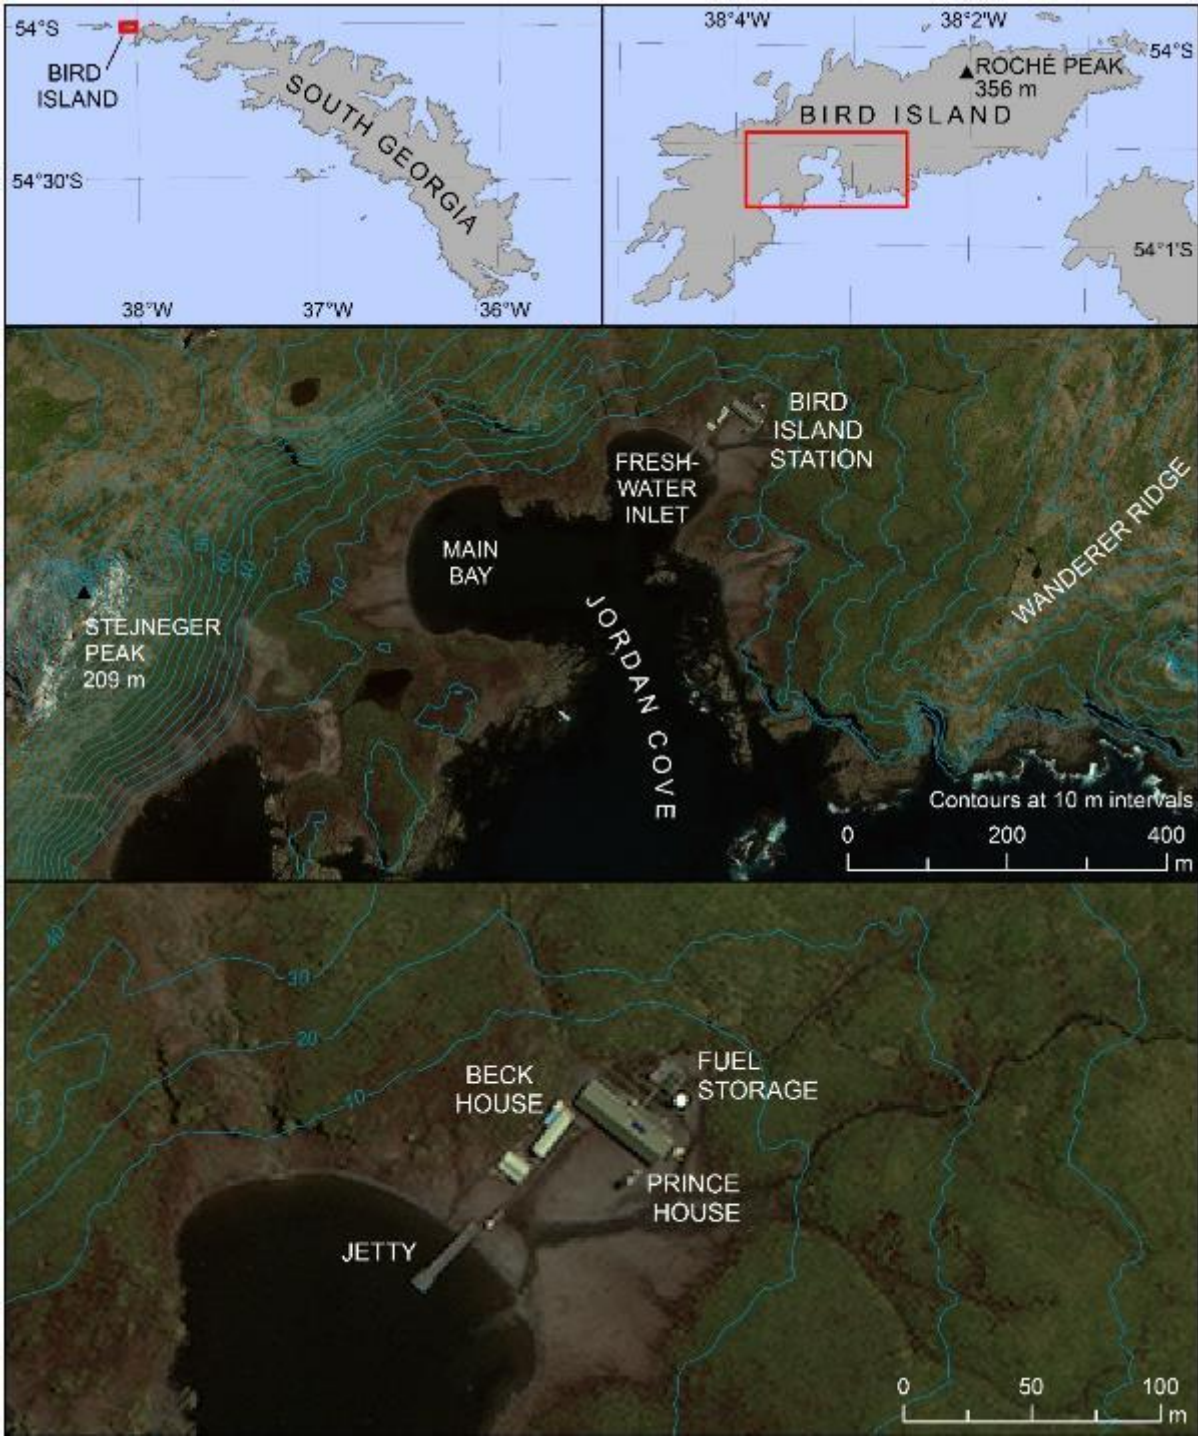 54°S
BIRD
ISLAND
SOUTH GEORGIA
54°30'S
38°W
37°W
36°W
38°4'W
38°2'W
54°S
ROCHÉ PEAK
356 m
BIRD ISLAND
54°1'S
BIRD
ISLAND
STATION
FRESH-
WATER
INLET
MAIN
BAY
WANDERER RIDGE
STEJNEGER
PEAK
209 m
JORDAN COVE
Contours at 10 m intervals
0 200 400
m
40
30
20
10
BECK
HOUSE
FUEL
STORAGE
PRINCE
HOUSE
JETTY
0 50 100
m